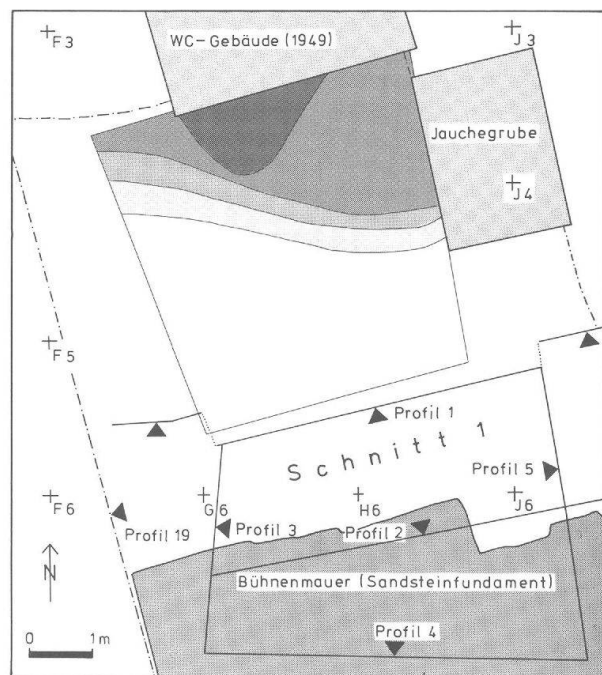 F3
WC-Gebäude (1949)
J3
Jauchegrube
J4
F5
Profil 1
Schnitt 1
Profil 5
F6
G6
H6
J6
Profil 19
Profil 3
Profil 2
N
Bühnenmauer (Sandsteinfundament)
Profil 4
0 1m